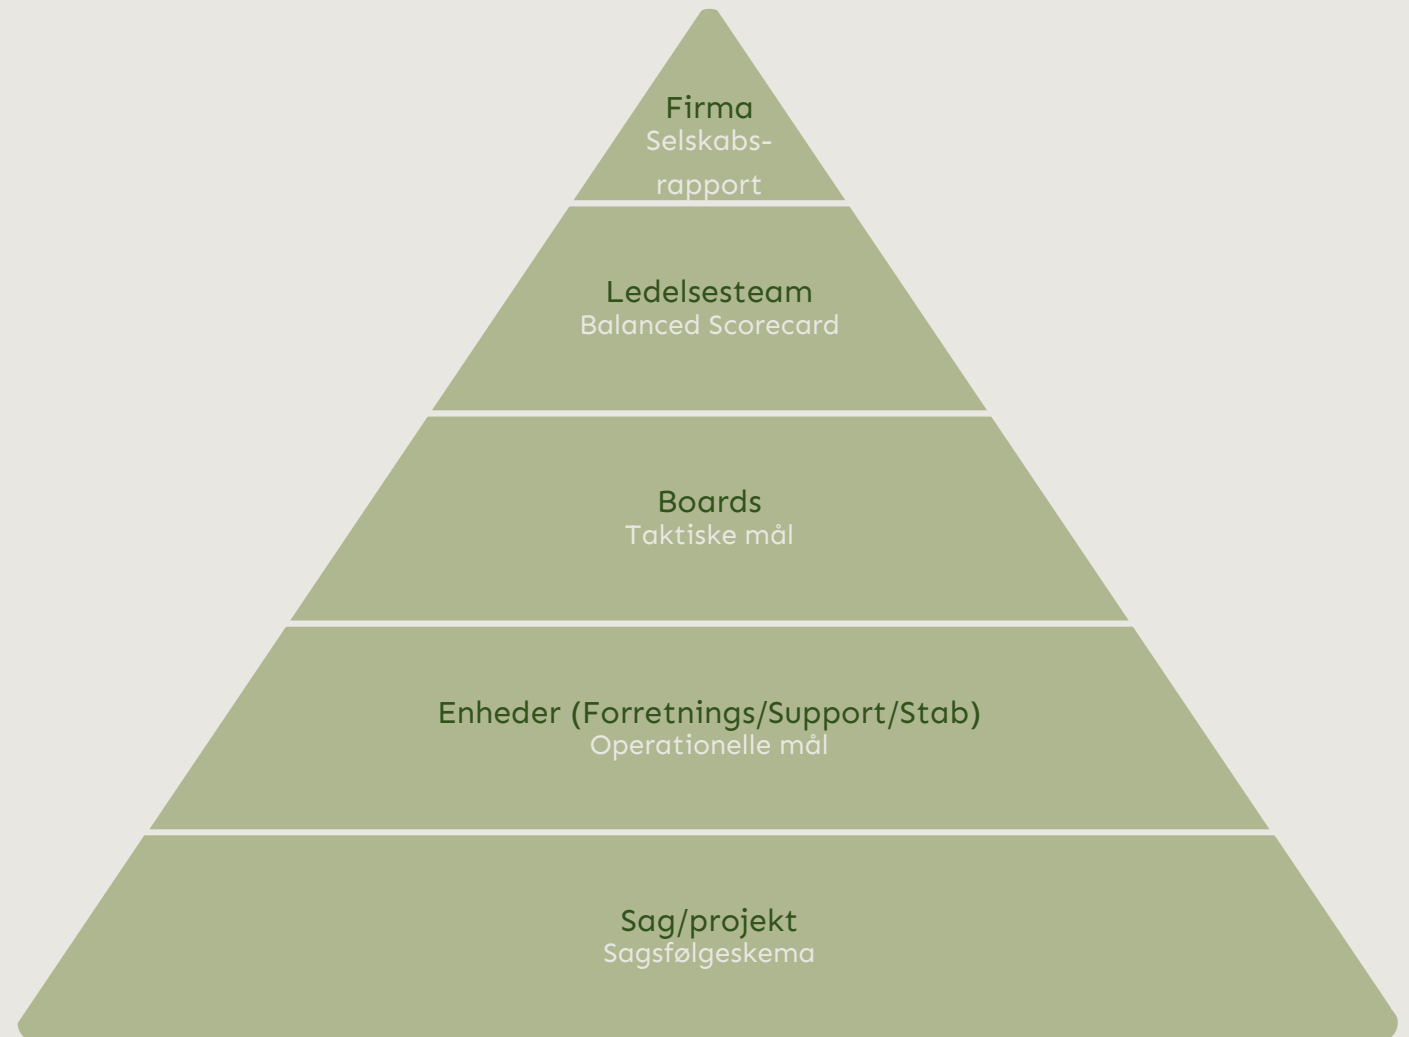 Firma
Selskabs-
rapport
Ledelsesteam
Balanced Scorecard
Boards
Taktiske mål
Enheder (Forretnings/Support/Stab)
Operationelle mål
Sag/projekt
Sagsfølgeskema